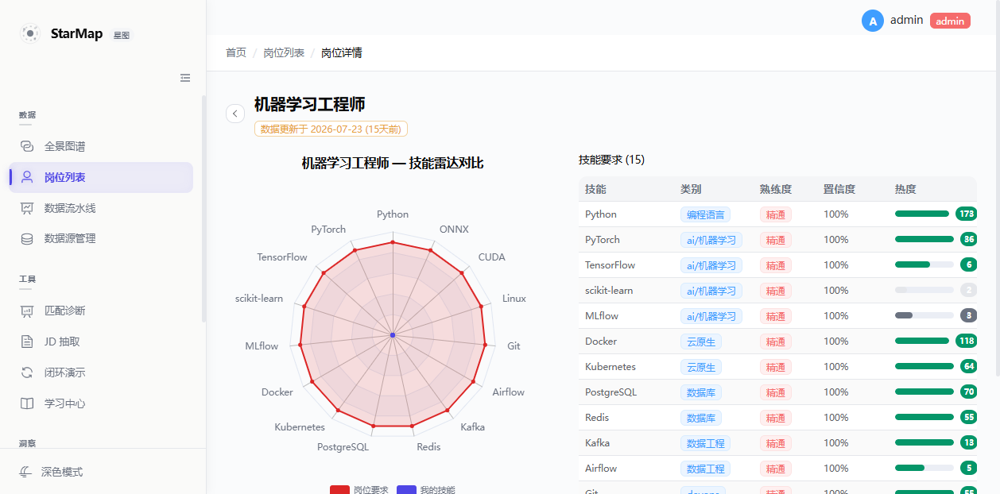 StarMap 星图
数据
全景图谱
岗位列表
数据流水线
数据源管理
工具
匹配诊断
JD 抽取
闭环演示
学习中心
洞察
深色模式
A admin admin
首页 / 岗位列表 / 岗位详情
机器学习工程师
数据更新于 2026-07-23 (15天前)
机器学习工程师 — 技能雷达对比
Python
PyTorch
ONNX
TensorFlow
CUDA
scikit-learn
Linux
MLflow
Git
Docker
Airflow
Kubernetes
Kafka
PostgreSQL
Redis
岗位要求 我的技能
技能要求 (15)
技能 类别 熟练度 置信度 热度
Python 编程语言 精通 100% 173
PyTorch ai/机器学习 精通 100% 36
TensorFlow ai/机器学习 精通 100% 6
scikit-learn ai/机器学习 精通 100% 2
MLflow ai/机器学习 精通 100% 3
Docker 云原生 精通 100% 118
Kubernetes 云原生 精通 100% 64
PostgreSQL 数据库 精通 100% 70
Redis 数据库 精通 100% 55
Kafka 数据工程 精通 100% 13
Airflow 数据工程 精通 100% 5
Git devops 精通 100% 55